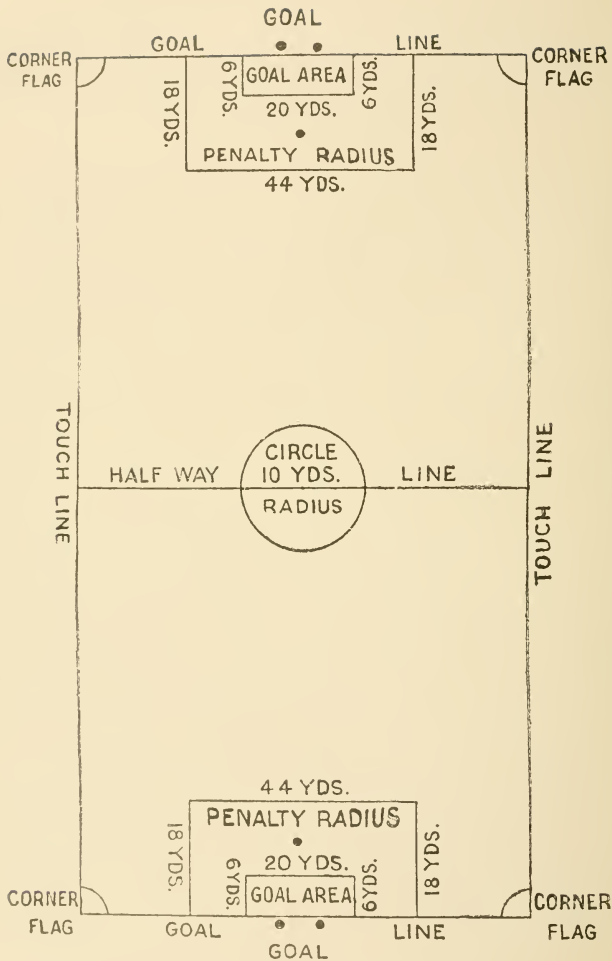 GOAL
GOAL LINE
CORNER FLAG
CORNER FLAG
6 YDS.
GOAL AREA
6 YDS.
18 YDS.
20 YDS.
18 YDS.
PENALTY RADIUS
44 YDS.
TOUCH LINE
TOUCH LINE
CIRCLE
10 YDS.
HALF WAY LINE
RADIUS
44 YDS.
18 YDS.
PENALTY RADIUS
18 YDS.
20 YDS.
6 YDS.
GOAL AREA
6 YDS.
CORNER
FLAG
CORNER
FLAG
GOAL LINE
GOAL